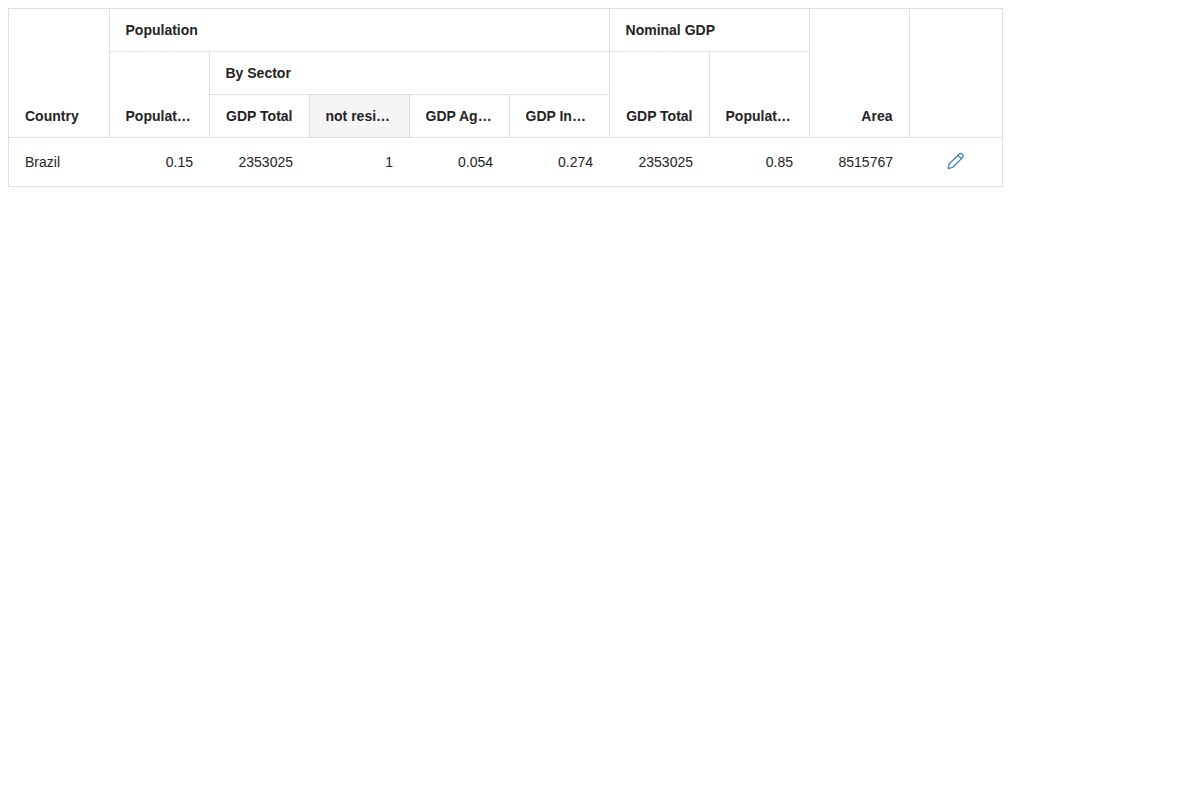 Population Nominal GDP
By Sector
Country Populat… GDP Total not resi… GDP Ag… GDP In… GDP Total Populat… Area
Brazil 0.15 2353025 1 0.054 0.274 2353025 0.85 8515767